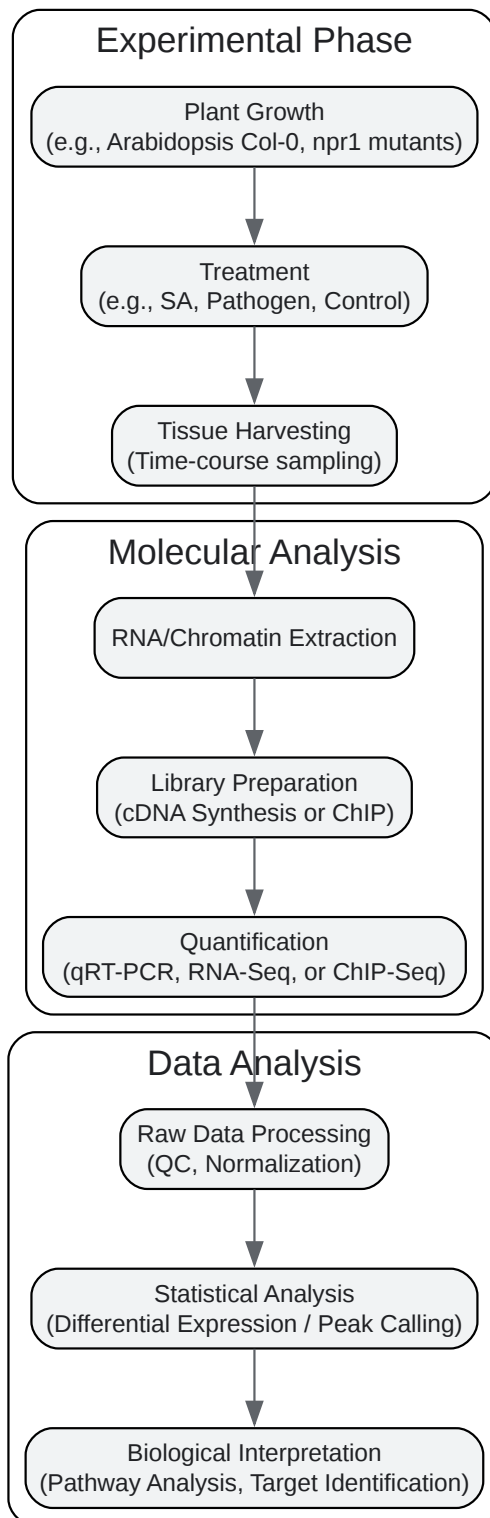 Experimental Phase
Plant Growth
(e.g., Arabidopsis Col-0, npr1 mutants)
Treatment
(e.g., SA, Pathogen, Control)
Tissue Harvesting
(Time-course sampling)
Molecular Analysis
RNA/Chromatin Extraction
Library Preparation
(cDNA Synthesis or ChIP)
Quantification
(qRT-PCR, RNA-Seq, or ChIP-Seq)
Data Analysis
Raw Data Processing
(QC, Normalization)
Statistical Analysis
(Differential Expression / Peak Calling)
Biological Interpretation
(Pathway Analysis, Target Identification)